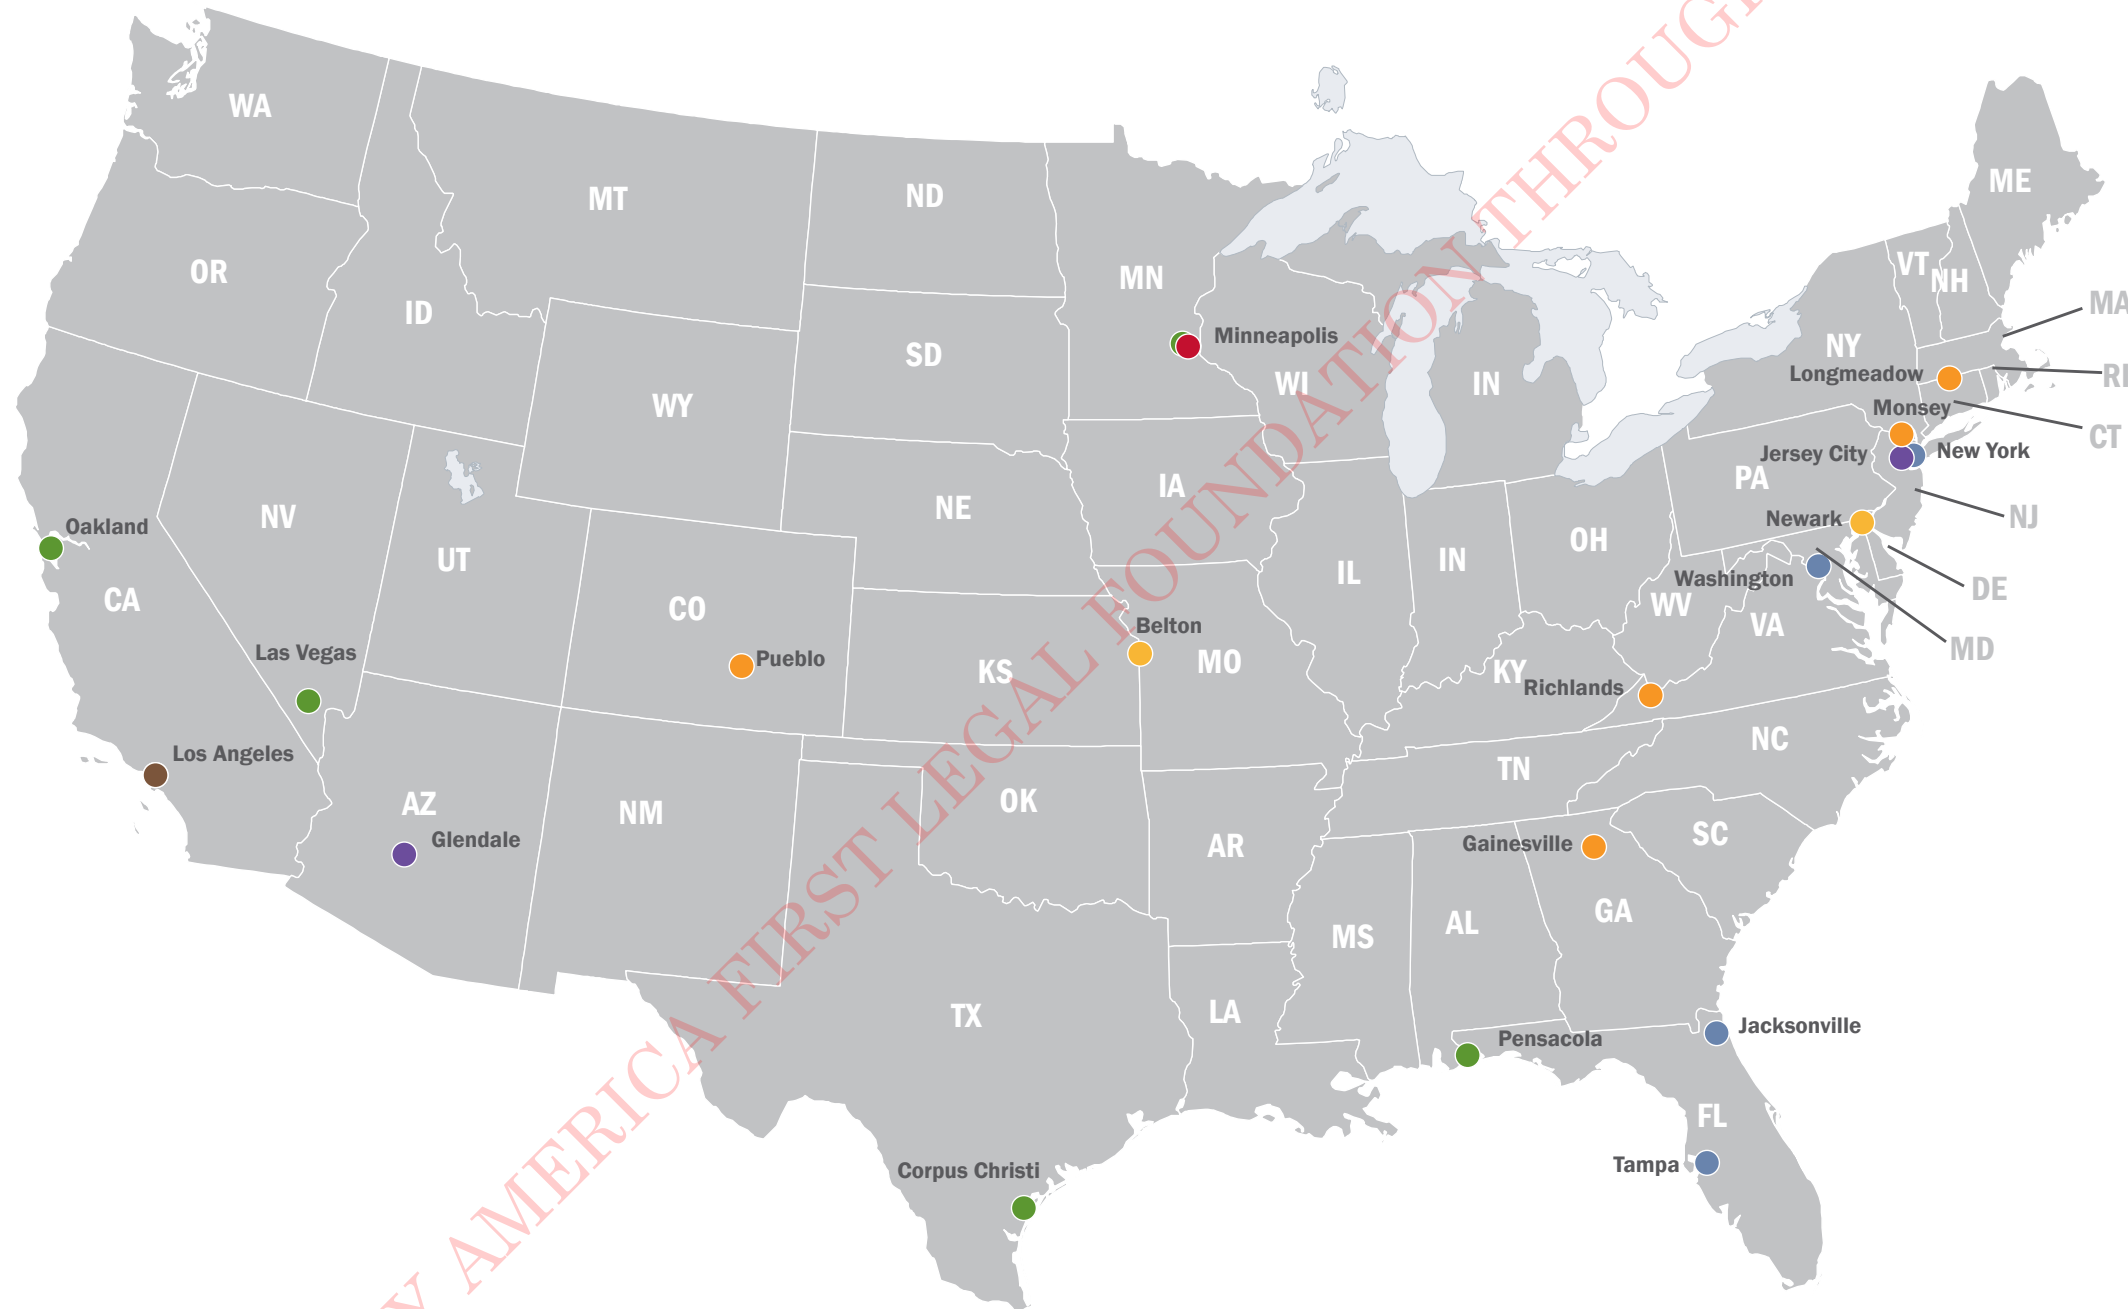 WA
MT
ND
ME
OR
ID
MN
VT
NH
MA
SD
Minneapolis
NY
WI
IN
Longmeadow
RI
WY
Monsey
CT
Jersey City
New York
PA
IA
NE
Newark
NJ
Oakland
NV
UT
OH
IN
IL
Washington
DE
CA
CO
WV
VA
Belton
MD
Las Vegas
Pueblo
KS
MO
KY
Richlands
Los Angeles
NC
TN
AZ
NM
OK
Glendale
AR
Gainesville
SC
GA
MS
AL
TX
LA
Pensacola
Jacksonville
FL
Corpus Christi
Tampa
Y AMERICA FIRST LEGAL FOUNDATION THROUGH